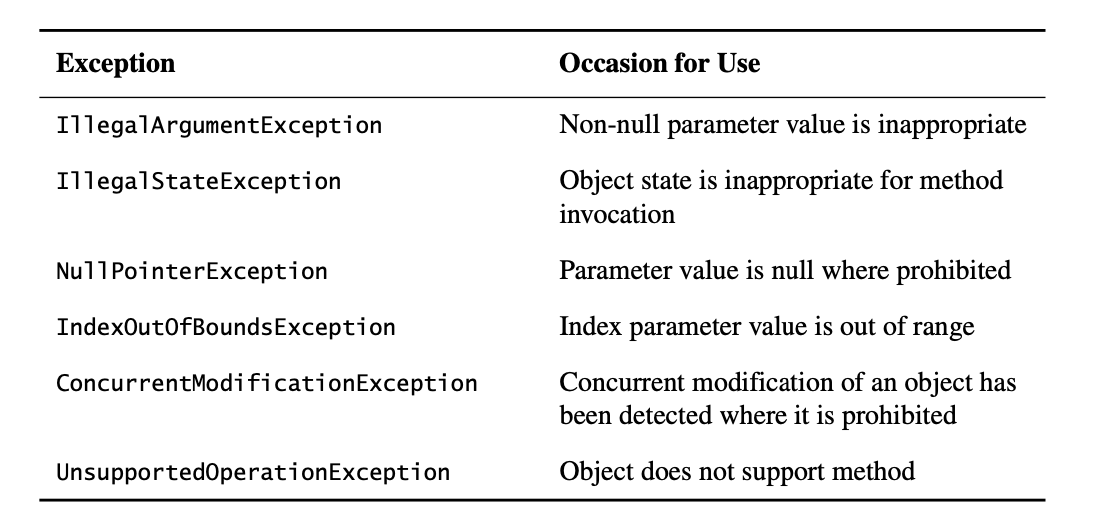 Exception Occasion for Use
IllegalArgumentException Non-null parameter value is inappropriate
IllegalStateException Object state is inappropriate for method
invocation
NullPointerException Parameter value is null where prohibited
IndexOutOfBoundsException Index parameter value is out of range
ConcurrentModificationException Concurrent modification of an object has
been detected where it is prohibited
UnsupportedOperationException Object does not support method